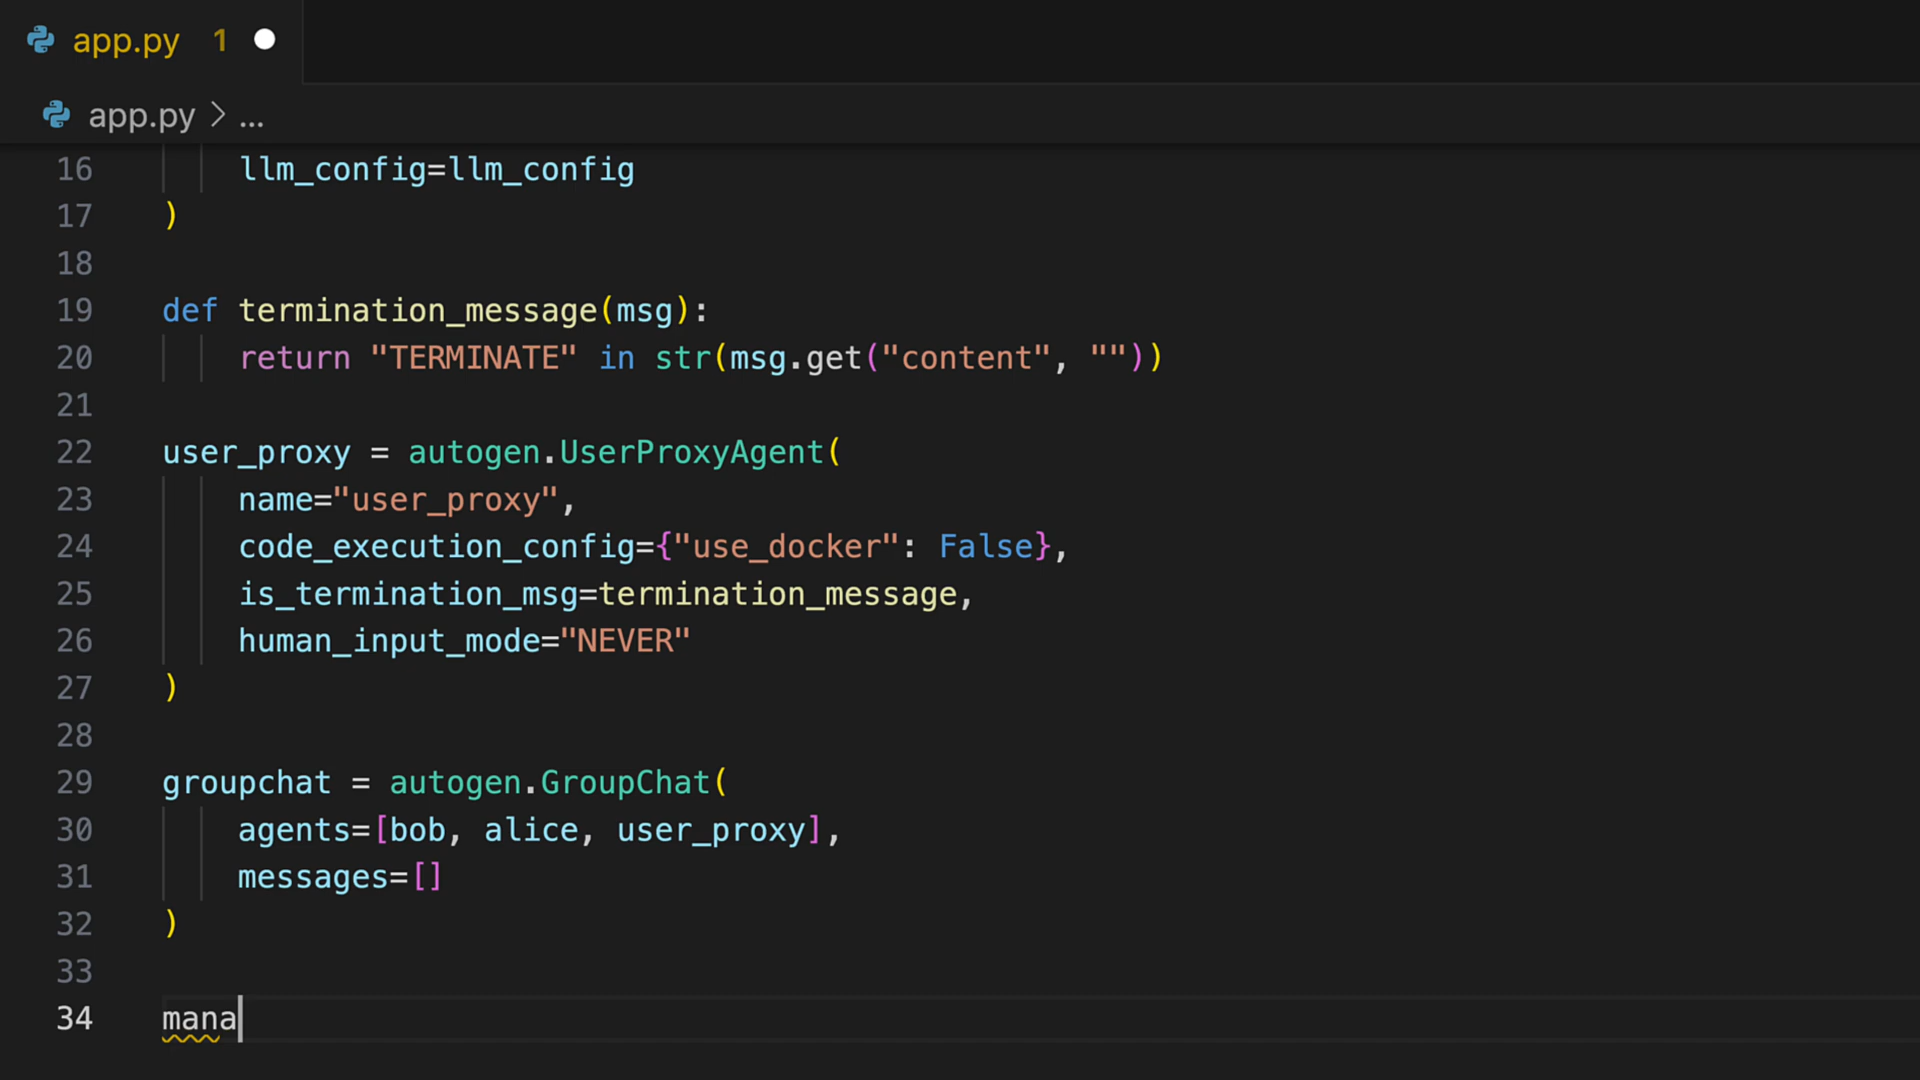 app.py 1
app.py > ...
16 llm_config=llm_config
17 )
18
19 def termination_message(msg):
20 return "TERMINATE" in str(msg.get("content", ""))
21
22 user_proxy = autogen.UserProxyAgent(
23 name="user_proxy",
24 code_execution_config={"use_docker": False},
25 is_termination_msg=termination_message,
26 human_input_mode="NEVER"
27 )
28
29 groupchat = autogen.GroupChat(
30 agents=[bob, alice, user_proxy],
31 messages=[]
32 )
33
34 mana